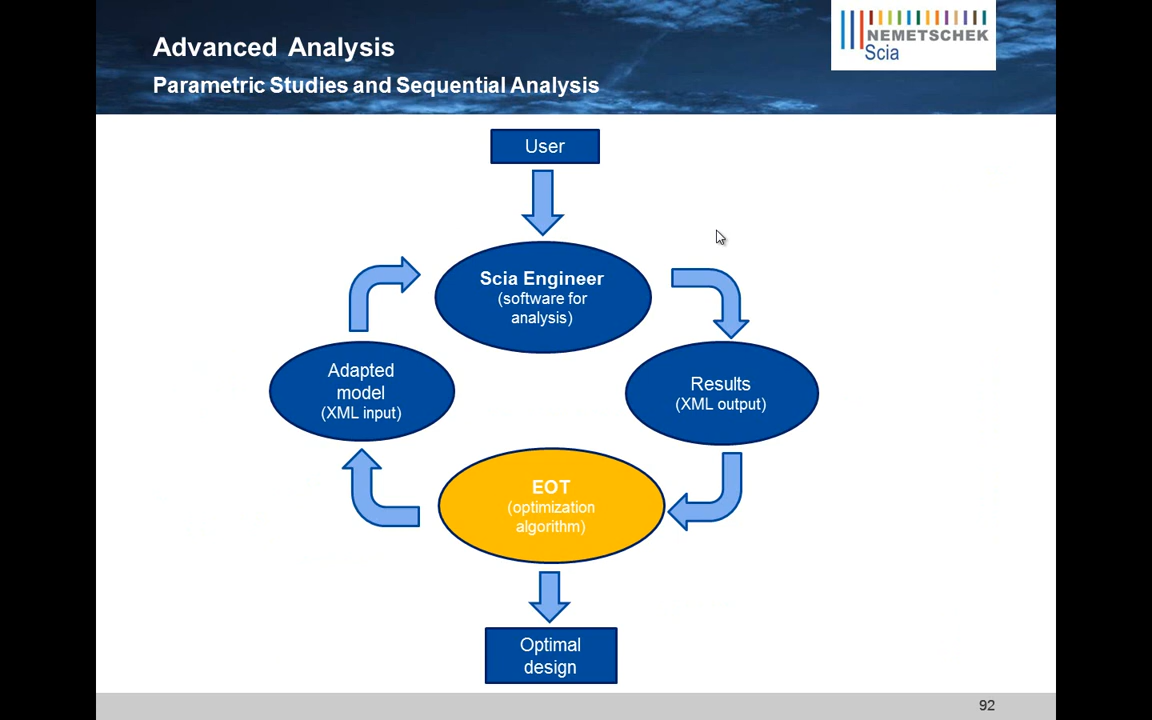 Advanced Analysis
Parametric Studies and Sequential Analysis
NEMETSCHEK
Scia
User
Scia Engineer
(software for
analysis)
Adapted
model
(XML input)
Results
(XML output)
EOT
(optimization
algorithm)
Optimal
design
92